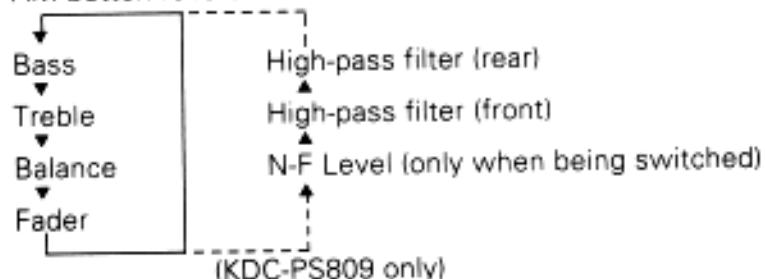 Bass
Treble
Balance
Fader
High-pass filter (rear)
High-pass filter (front)
N-F Level (only when being switched)
(KDC-PS809 only)